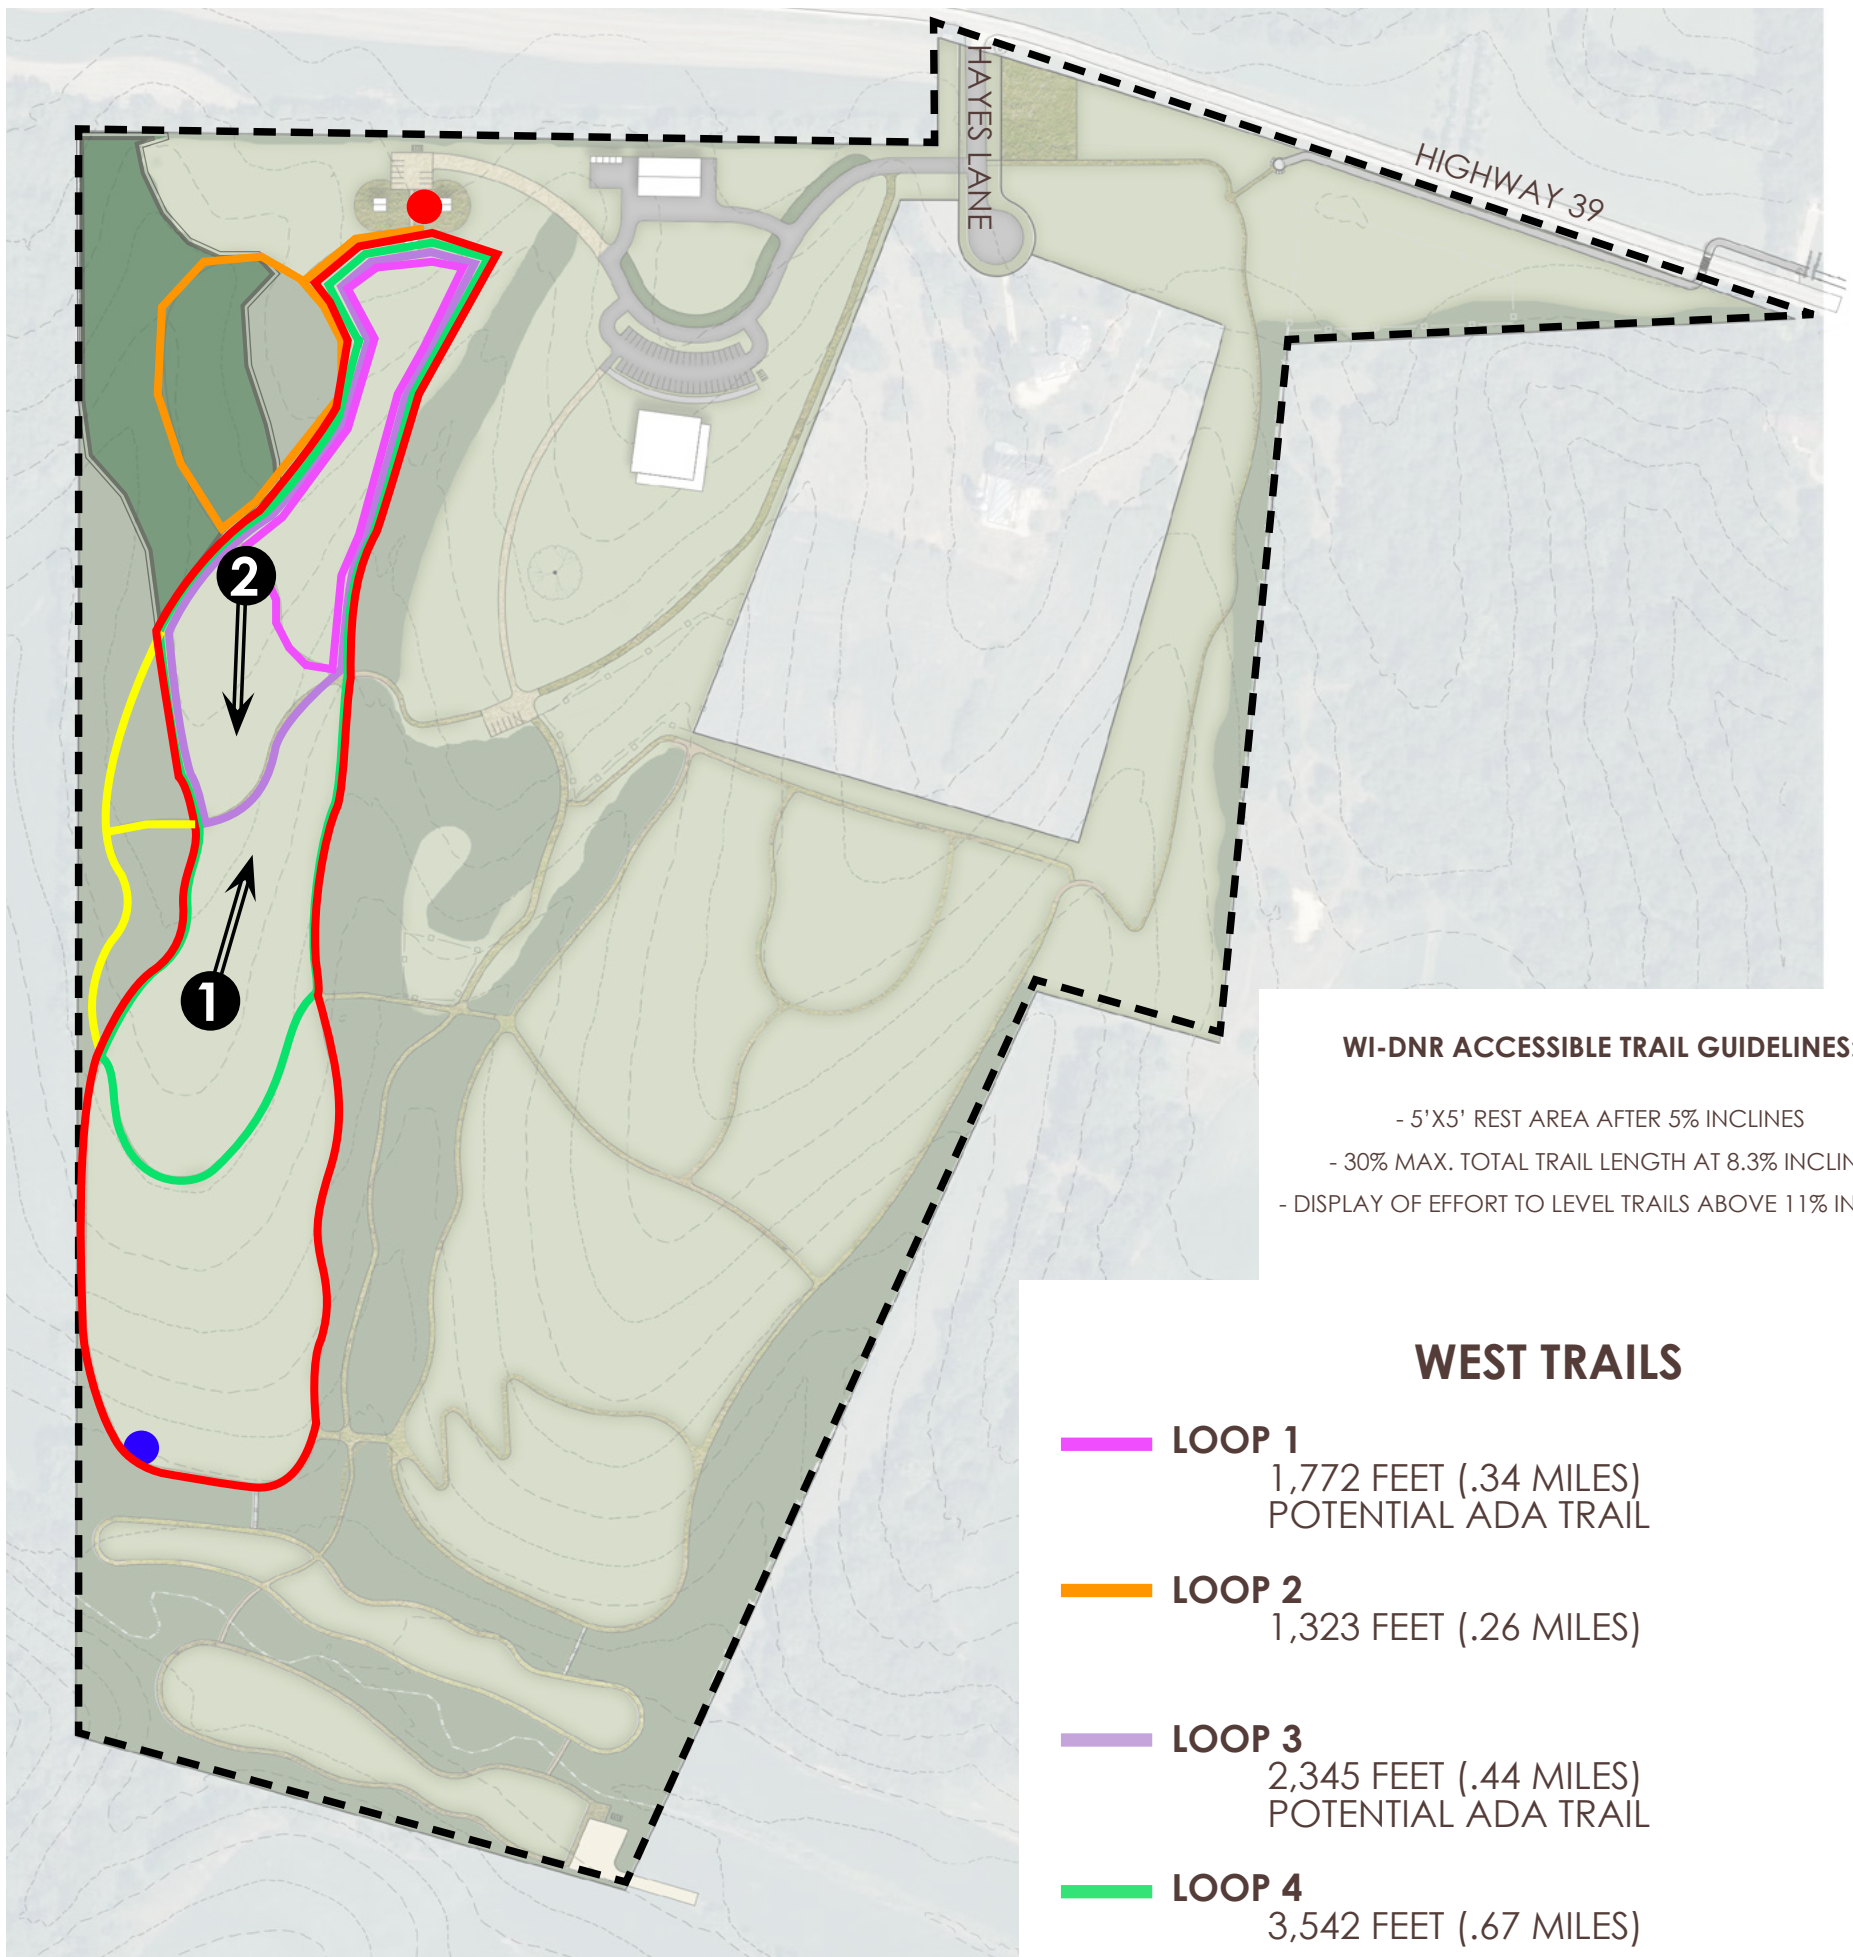 HAYES LANE
HIGHWAY 39
2
1
WI-DNR ACCESSIBLE TRAIL GUIDELINES:
- 5'X5' REST AREA AFTER 5% INCLINES
- 30% MAX. TOTAL TRAIL LENGTH AT 8.3% INCLIN
- DISPLAY OF EFFORT TO LEVEL TRAILS ABOVE 11% IN
WEST TRAILS
LOOP 1
1,772 FEET (.34 MILES)
POTENTIAL ADA TRAIL
LOOP 2
1,323 FEET (.26 MILES)
LOOP 3
2,345 FEET (.44 MILES)
POTENTIAL ADA TRAIL
LOOP 4
3,542 FEET (.67 MILES)